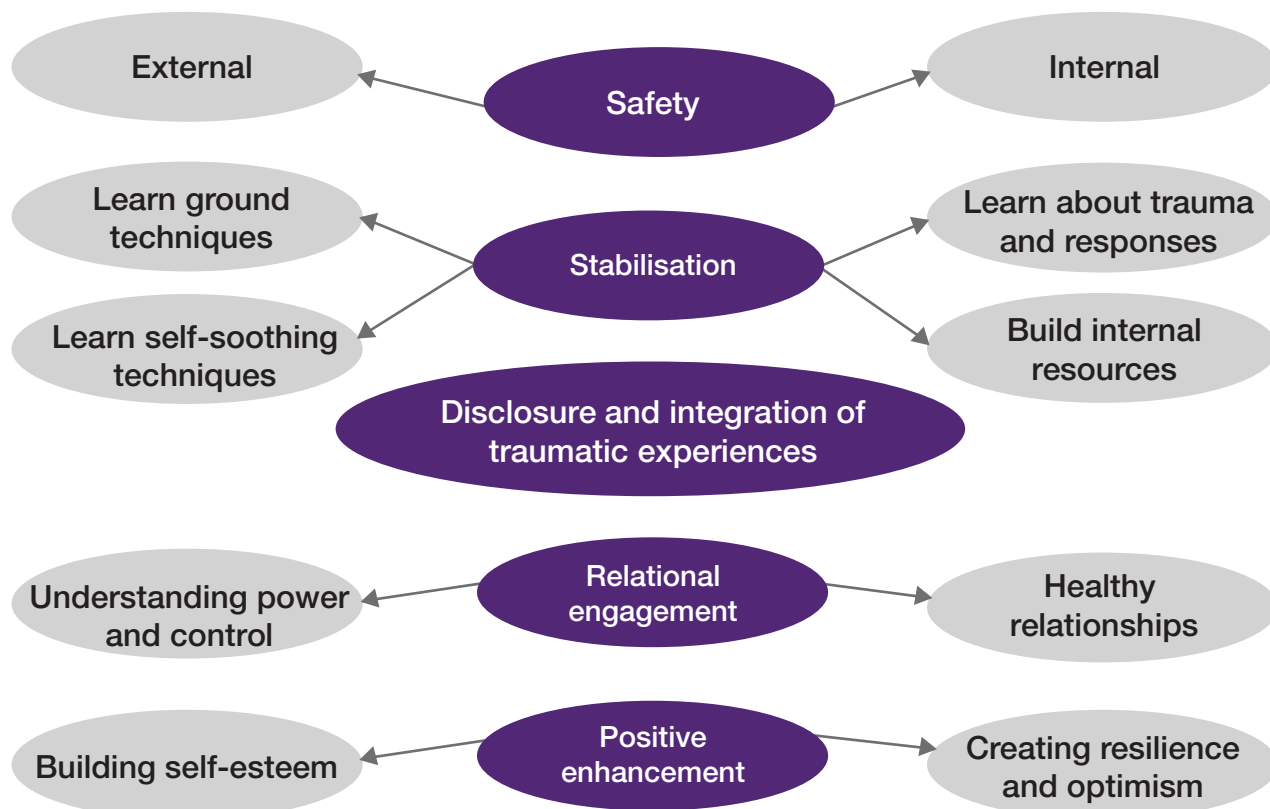 External
Safety
Internal
Learn ground
techniques
Stabilisation
Learn about trauma
and responses
Learn self-soothing
techniques
Build internal
resources
Disclosure and integration of
traumatic experiences
Understanding power
and control
Relational
engagement
Healthy
relationships
Building self-esteem
Positive
enhancement
Creating resilience
and optimism